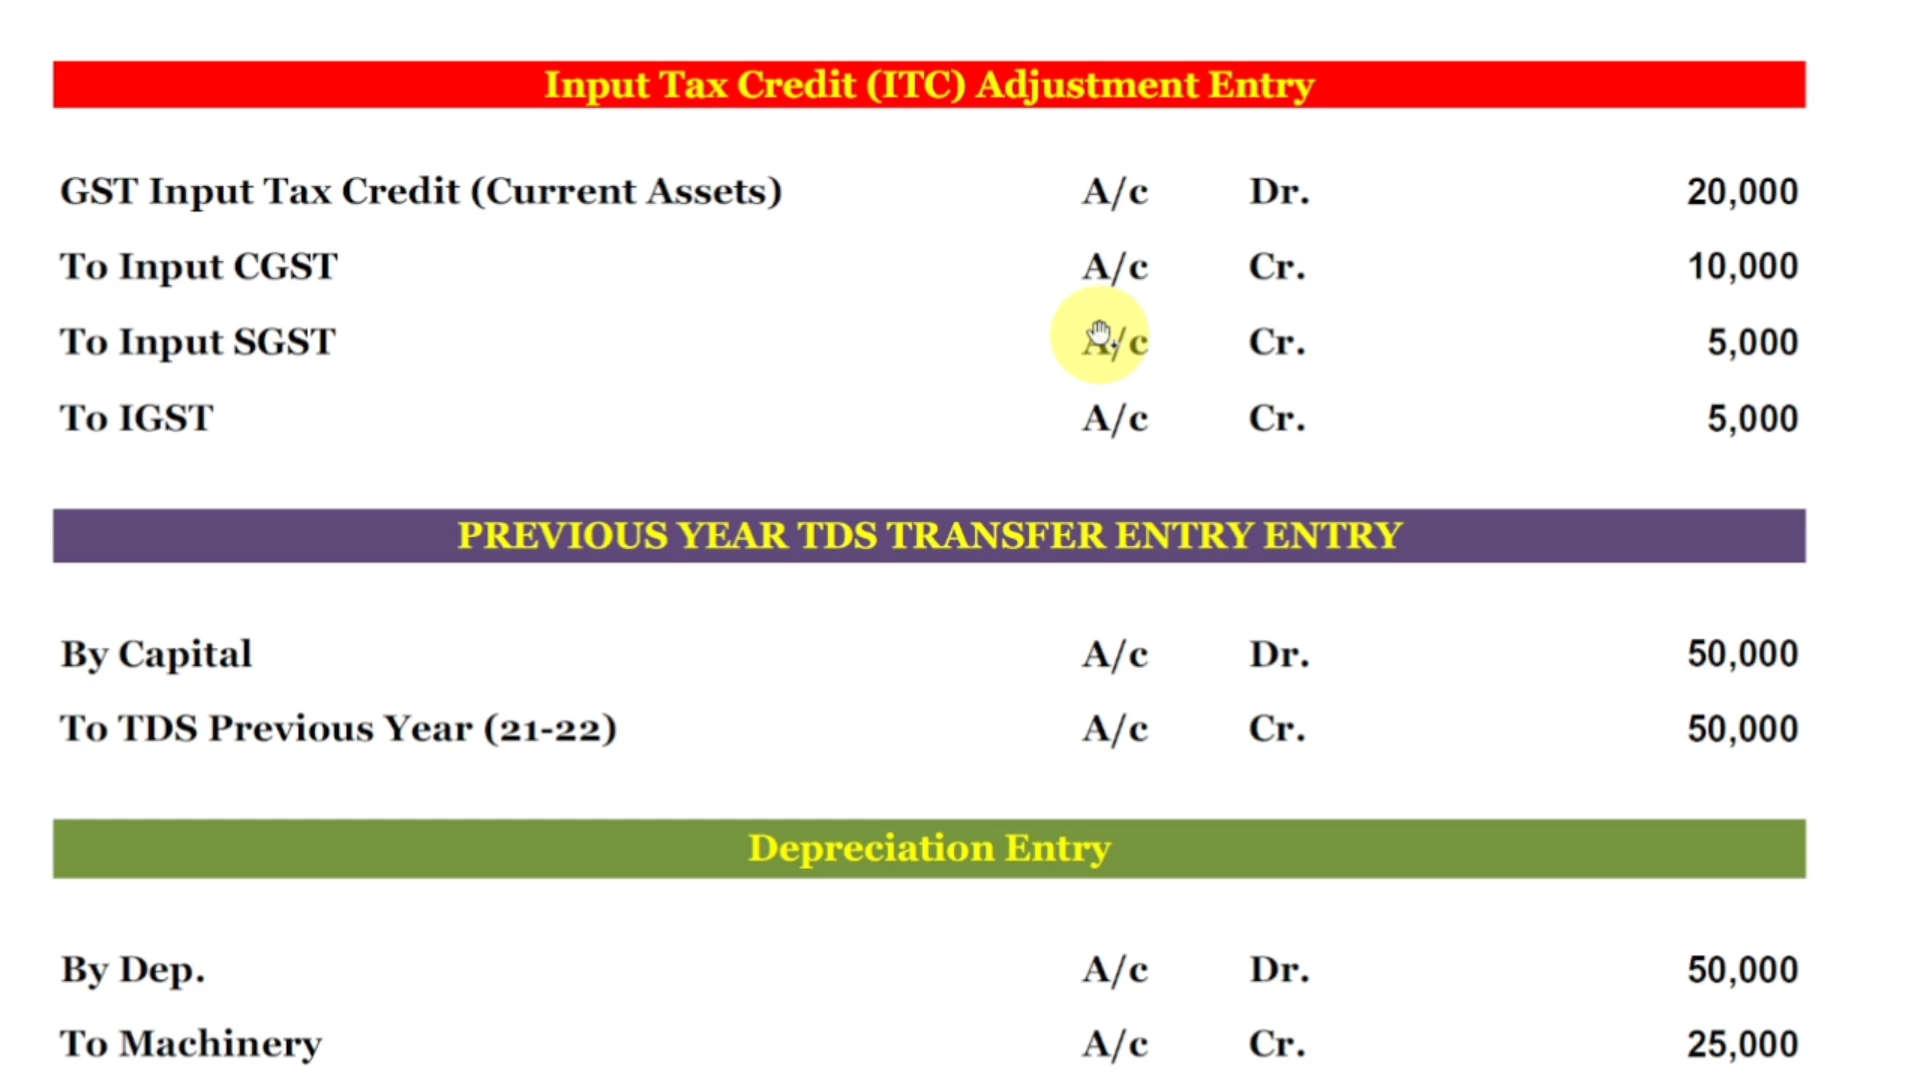 Input Tax Credit (ITC) Adjustment Entry
GST Input Tax Credit (Current Assets) A/c Dr. 20,000
To Input CGST A/c Cr. 10,000
To Input SGST A/c Cr. 5,000
To IGST A/c Cr. 5,000
PREVIOUS YEAR TDS TRANSFER ENTRY ENTRY
By Capital A/c Dr. 50,000
To TDS Previous Year (21-22) A/c Cr. 50,000
Depreciation Entry
By Dep. A/c Dr. 50,000
To Machinery A/c Cr. 25,000